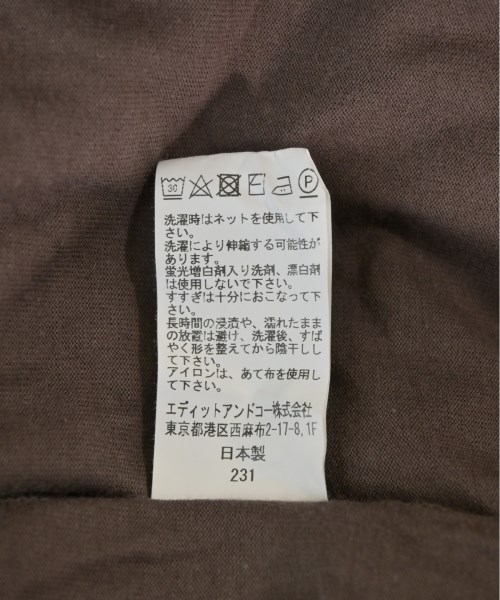 30
P
洗濯時はネットを使用して下
さい。
洗濯により伸縮する可能性が
あります。
蛍光増白剤入り洗剤、漂白剤
は使用しないで下さい。
すすぎは十分におこなって下
さい。
長時間の浸漬や、濡れたまま
の放置は避け、洗濯後、すば
やく形を整えてから陰干しし
て下さい。
アイロンは、あて布を使用し
て下さい。
エディットアンドコー株式会社
東京都港区西麻布2-17-8,1F
日本製
231